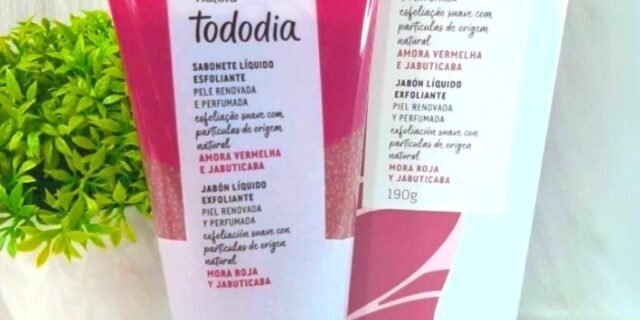 tododia
SABONETE LÍQUIDO
ESFOLIANTE
PELE RENOVADA
E PERFUMADA
esfoliação suave com
partículas de origem
natural
AMORA VERMELHA
E JABUTICABA
JABÓN LÍQUIDO
EXFOLIANTE
PIEL RENOVADA
Y PERFUMADA
exfoliación suave con
partículas de origen
natural
MORA ROJA
Y JABUTICABA
E PERFUMADA
esfoliação suave com
partículas de origem
natural
AMORA VERMELHA
E JABUTICABA
JABÓN LÍQUIDO
EXFOLIANTE
PIEL RENOVADA
Y PERFUMADA
exfoliación suave con
partículas de origen
natural
MORA ROJA
Y JABUTICABA
190g